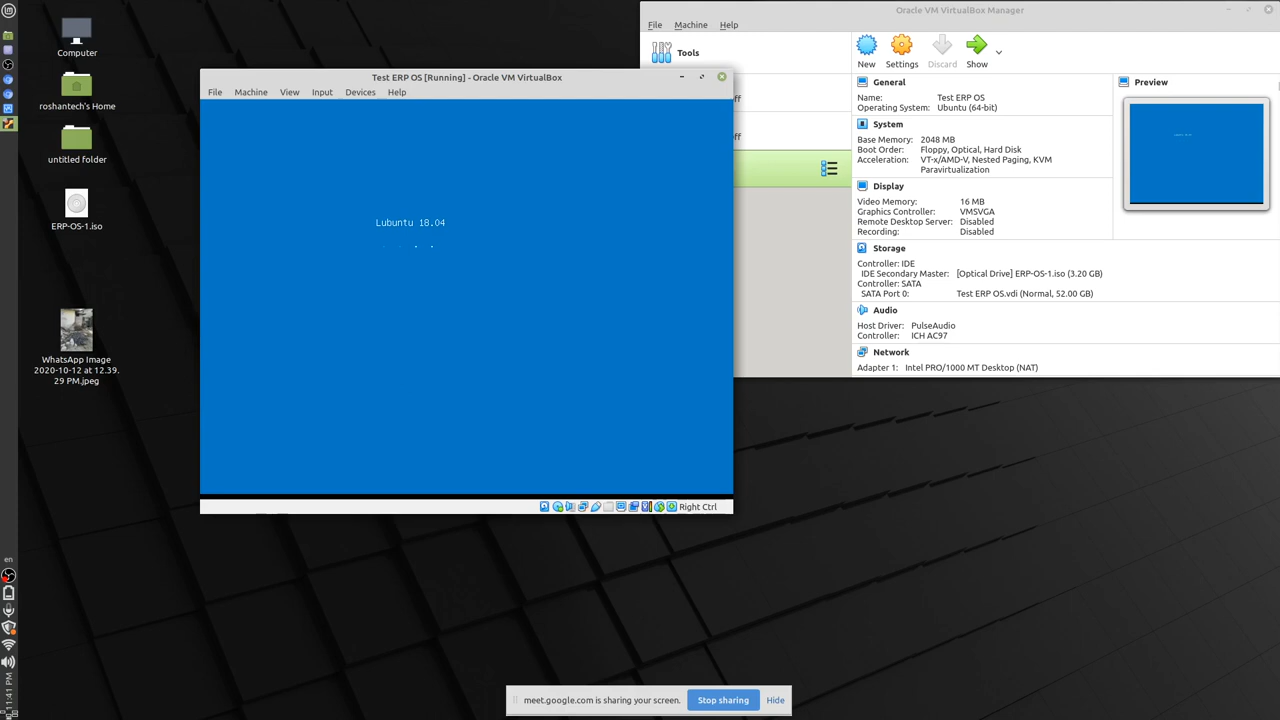 Oracle VM VirtualBox Manager
File Machine Help
Tools
New Settings Discard Show
General
Name: Test ERP OS
Operating System: Ubuntu (64-bit)
System
Base Memory: 2048 MB
Boot Order: Floppy, Optical, Hard Disk
Acceleration: VT-x/AMD-V, Nested Paging, KVM
Paravirtualization
Display
Video Memory: 16 MB
Graphics Controller: VMSVGA
Remote Desktop Server: Disabled
Recording: Disabled
Storage
Controller: IDE
IDE Secondary Master: [Optical Drive] ERP-OS-1.iso (3.20 GB)
Controller: SATA
SATA Port 0: Test ERP OS.vdi (Normal, 52.00 GB)
Audio
Host Driver: PulseAudio
Controller: ICH AC97
Network
Adapter 1: Intel PRO/1000 MT Desktop (NAT)
Preview
Computer
roshantech's Home
untitled folder
ERP-OS-1.iso
WhatsApp Image
2020-10-12 at 12.39.
29 PM.jpeg
Test ERP OS [Running] - Oracle VM VirtualBox
File Machine View Input Devices Help
Lubuntu 18.04
Right Ctrl
en
11:41 PM
meet.google.com is sharing your screen. Stop sharing Hide